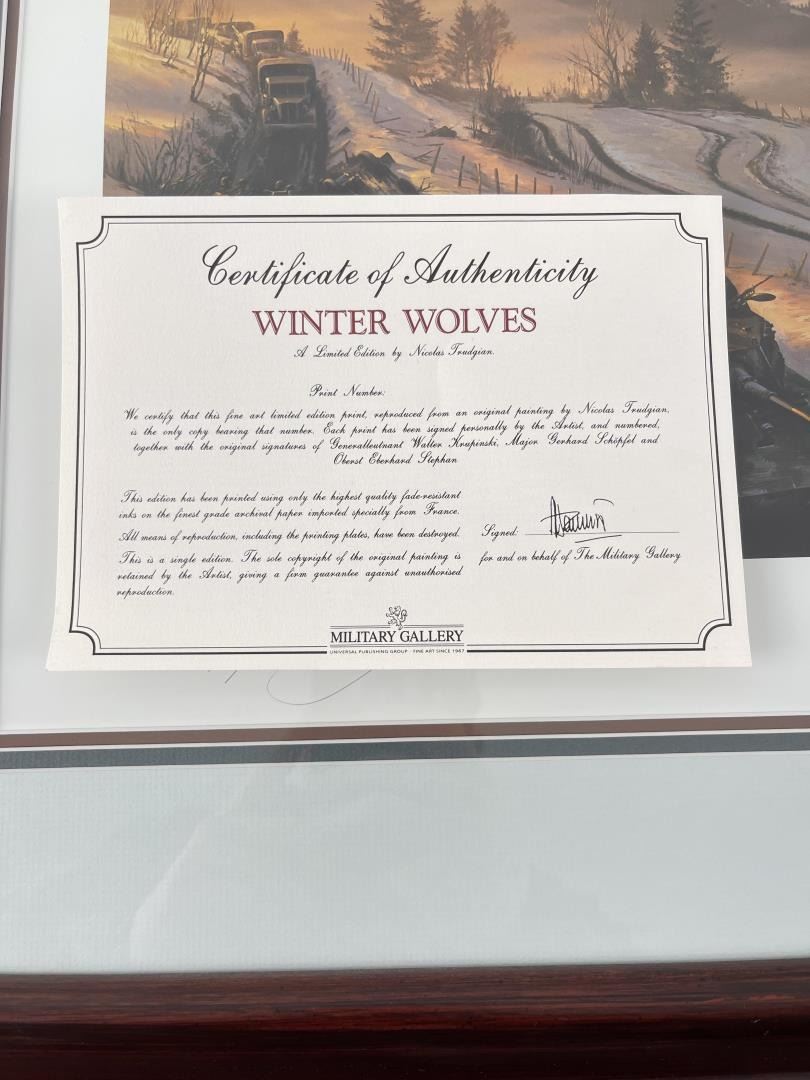 Certificate of Authenticity
WINTER WOLVES
A Limited Edition by Nicolas Trudgian.
Print Number:
We certify that this fine art limited edition print, reproduced from an original painting by Nicolas Trudgian,
is the only copy bearing that number. Each print has been signed personally by the Artist, and numbered,
together with the original signatures of Generalleutnant Walter Krupinski, Major Gerhard Schöpfel and
Oberst Eberhard Stephan
This edition has been printed using only the highest quality fade-resistant
inks on the finest grade archival paper imported specially from France.
All means of reproduction, including the printing plates, have been destroyed.
This is a single edition. The sole copyright of the original painting is
retained by the Artist, giving a firm guarantee against unauthorised
reproduction.
Signed:
for and on behalf of The Military Gallery
MILITARY GALLERY
UNIVERSAL PUBLISHING GROUP · FINE ART SINCE 1967